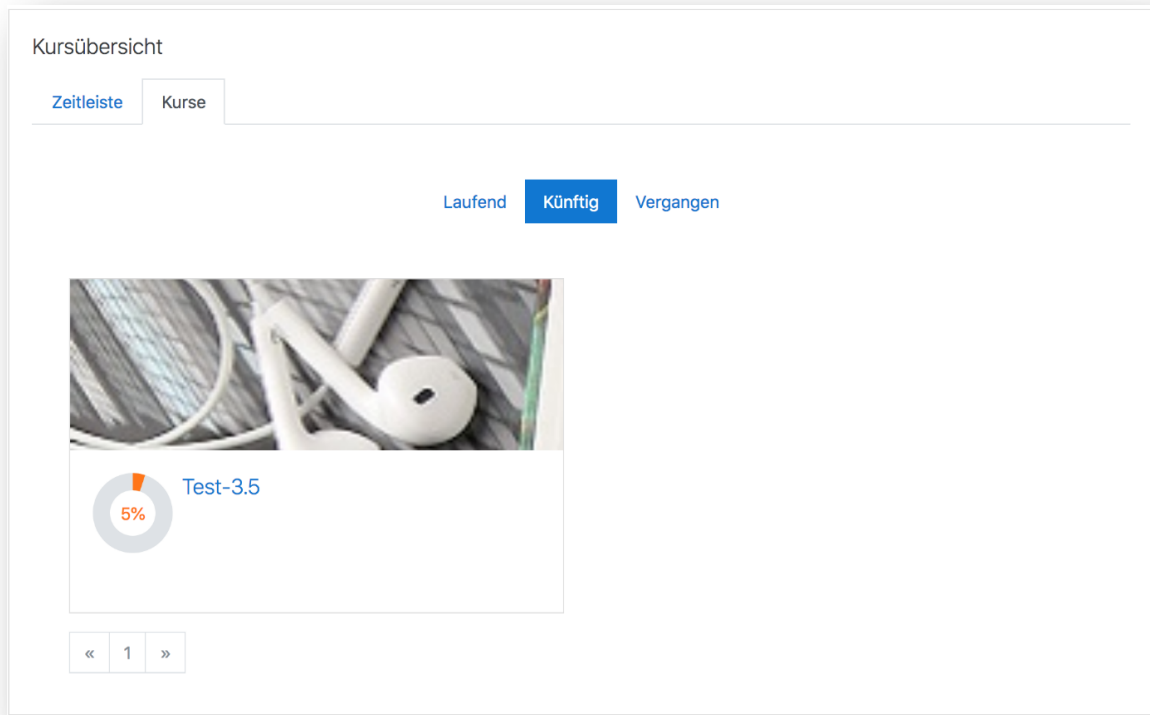 Kursübersicht
Zeitleiste Kurse
Laufend Künftig Vergangen
5% Test-3.5
« 1 »